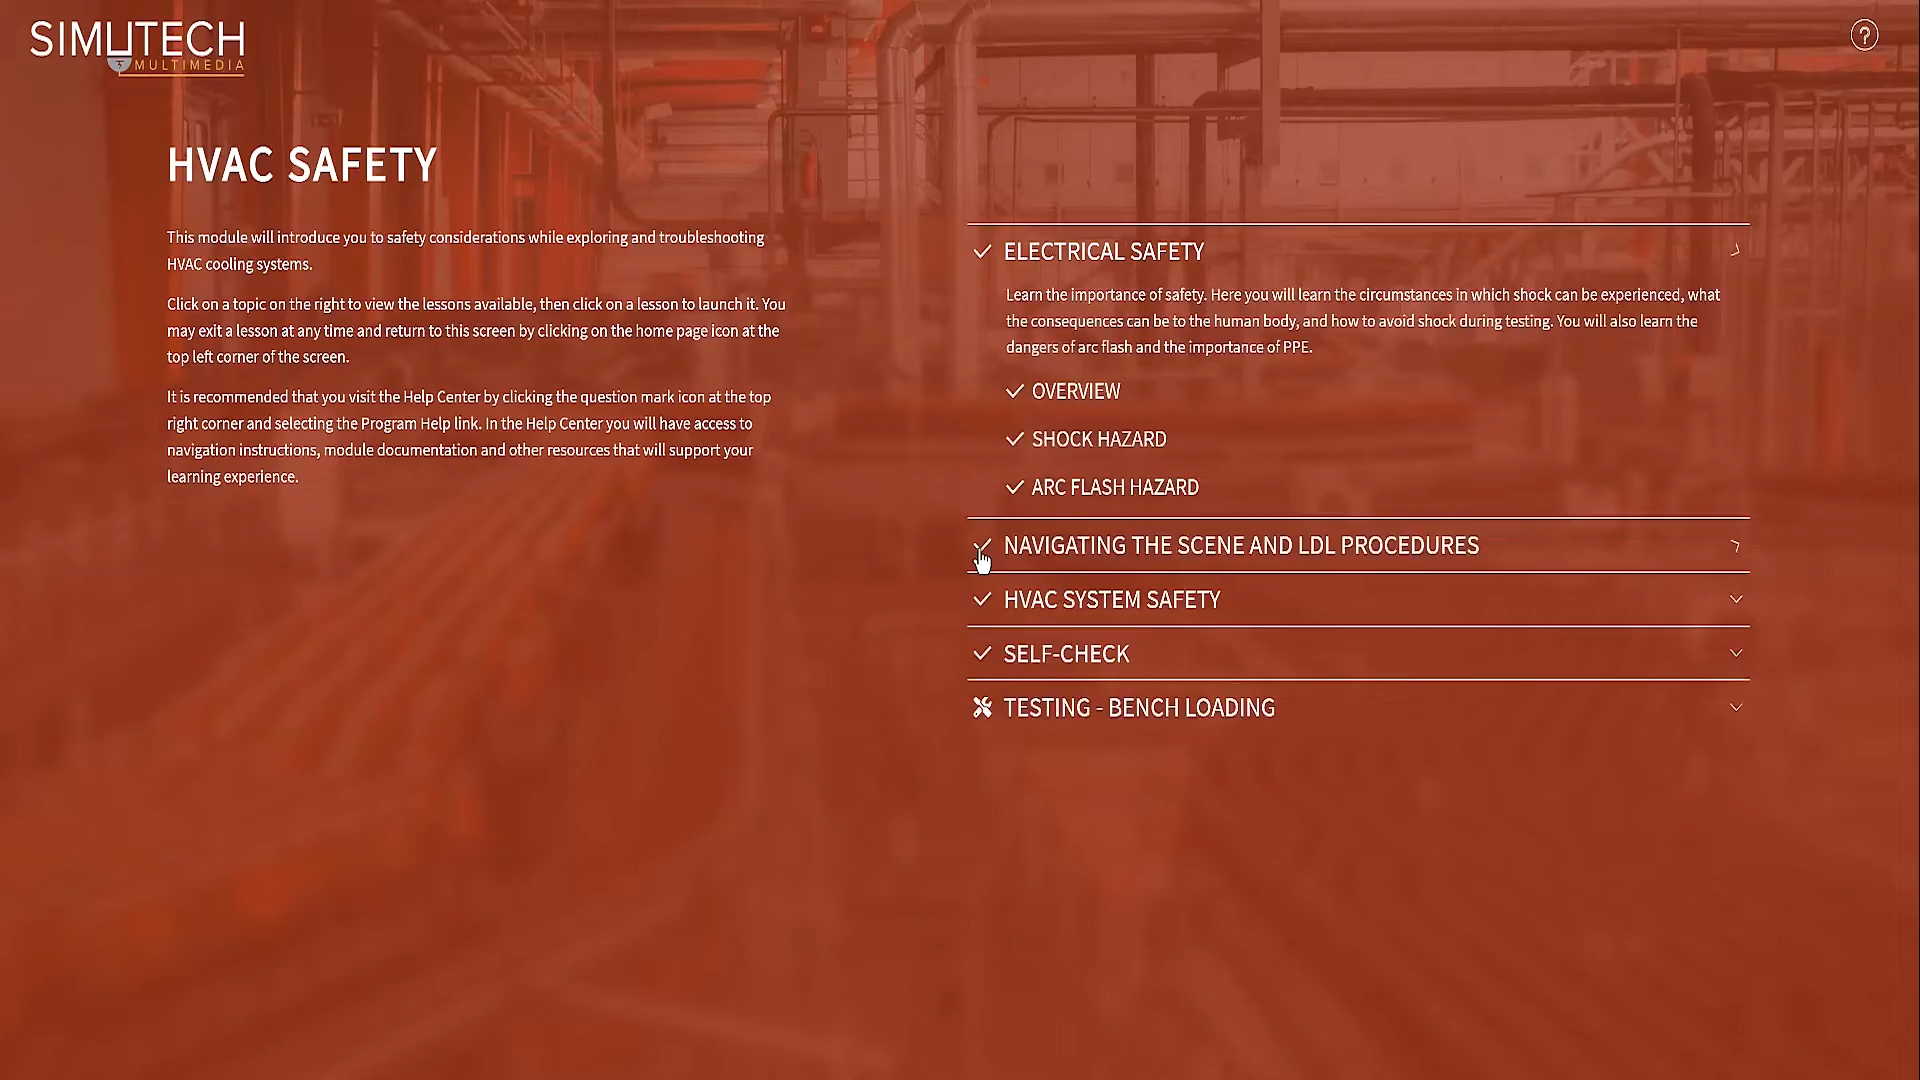 SIMUTECH
MULTIMEDIA
HVAC SAFETY
This module will introduce you to safety considerations while exploring and troubleshooting
HVAC cooling systems.
Click on a topic on the right to view the lessons available, then click on a lesson to launch it. You
may exit a lesson at any time and return to this screen by clicking on the home page icon at the
top left corner of the screen.
It is recommended that you visit the Help Center by clicking the question mark icon at the top
right corner and selecting the Program Help link. In the Help Center you will have access to
navigation instructions, module documentation and other resources that will support your
learning experience.
ELECTRICAL SAFETY
Learn the importance of safety. Here you will learn the circumstances in which shock can be experienced, what
the consequences can be to the human body, and how to avoid shock during testing. You will also learn the
dangers of arc flash and the importance of PPE.
OVERVIEW
SHOCK HAZARD
ARC FLASH HAZARD
NAVIGATING THE SCENE AND LDL PROCEDURES
HVAC SYSTEM SAFETY
SELF-CHECK
TESTING - BENCH LOADING
?